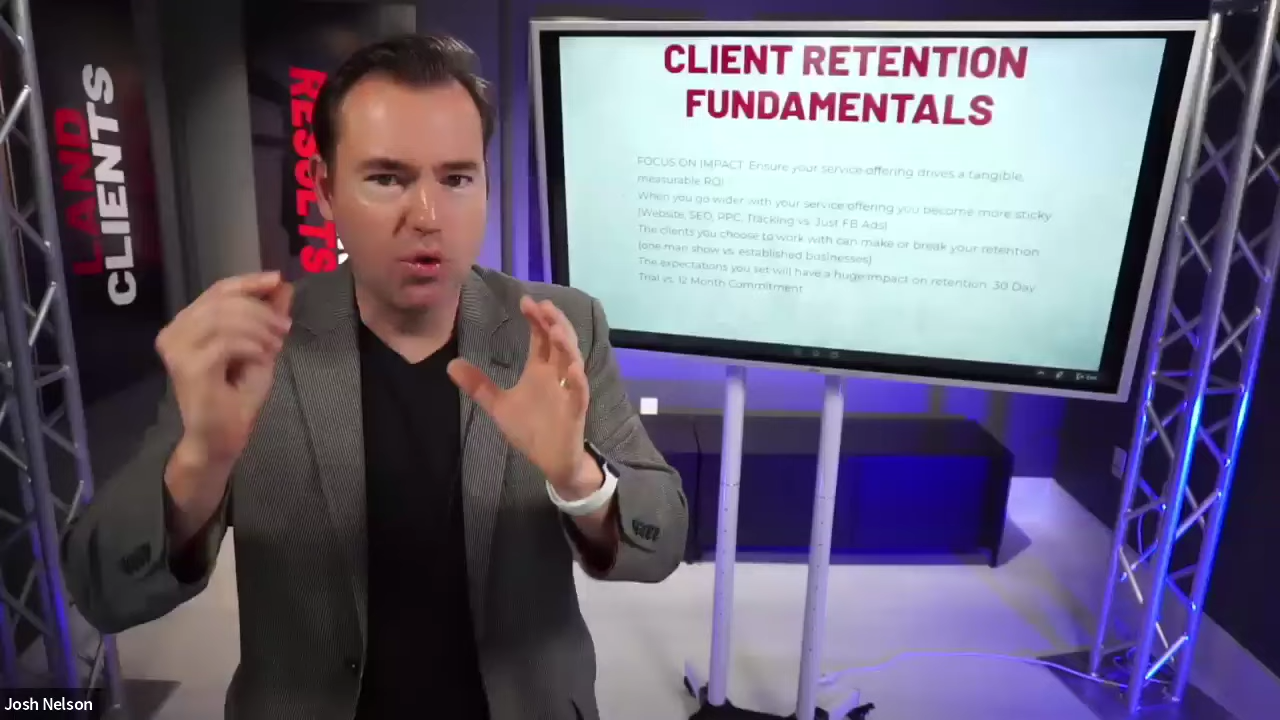 LAND
CLIENTS
RESULTS
CLIENT RETENTION
FUNDAMENTALS
FOCUS ON IMPACT Ensure your service offering drives a tangible,
measurable ROI
When you go wider with your service offering you become more sticky
(Website, SEO, PPC, Tracking vs. Just FB Ads)
The clients you choose to work with can make or break your retention
(one man show vs. established businesses)
The expectations you set will have a huge impact on retention. 30 Day
Trial vs. 12 Month Commitment
Josh Nelson